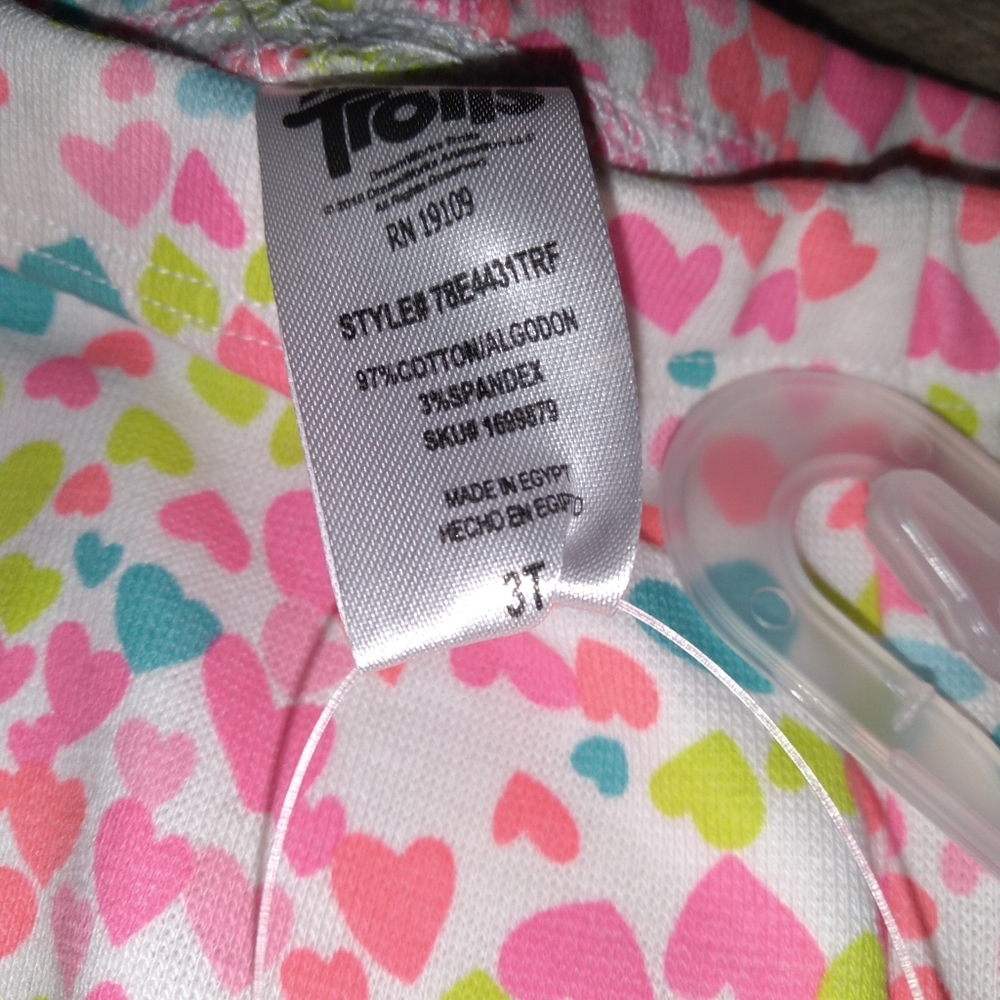 Trolls
RN 19109
STYLE# 78E4431TRF
97%COTTON/ALGODON
3%SPANDEX
SKU# 1699879
MADE IN EGYPT
HECHO EN EGIPTO
3T